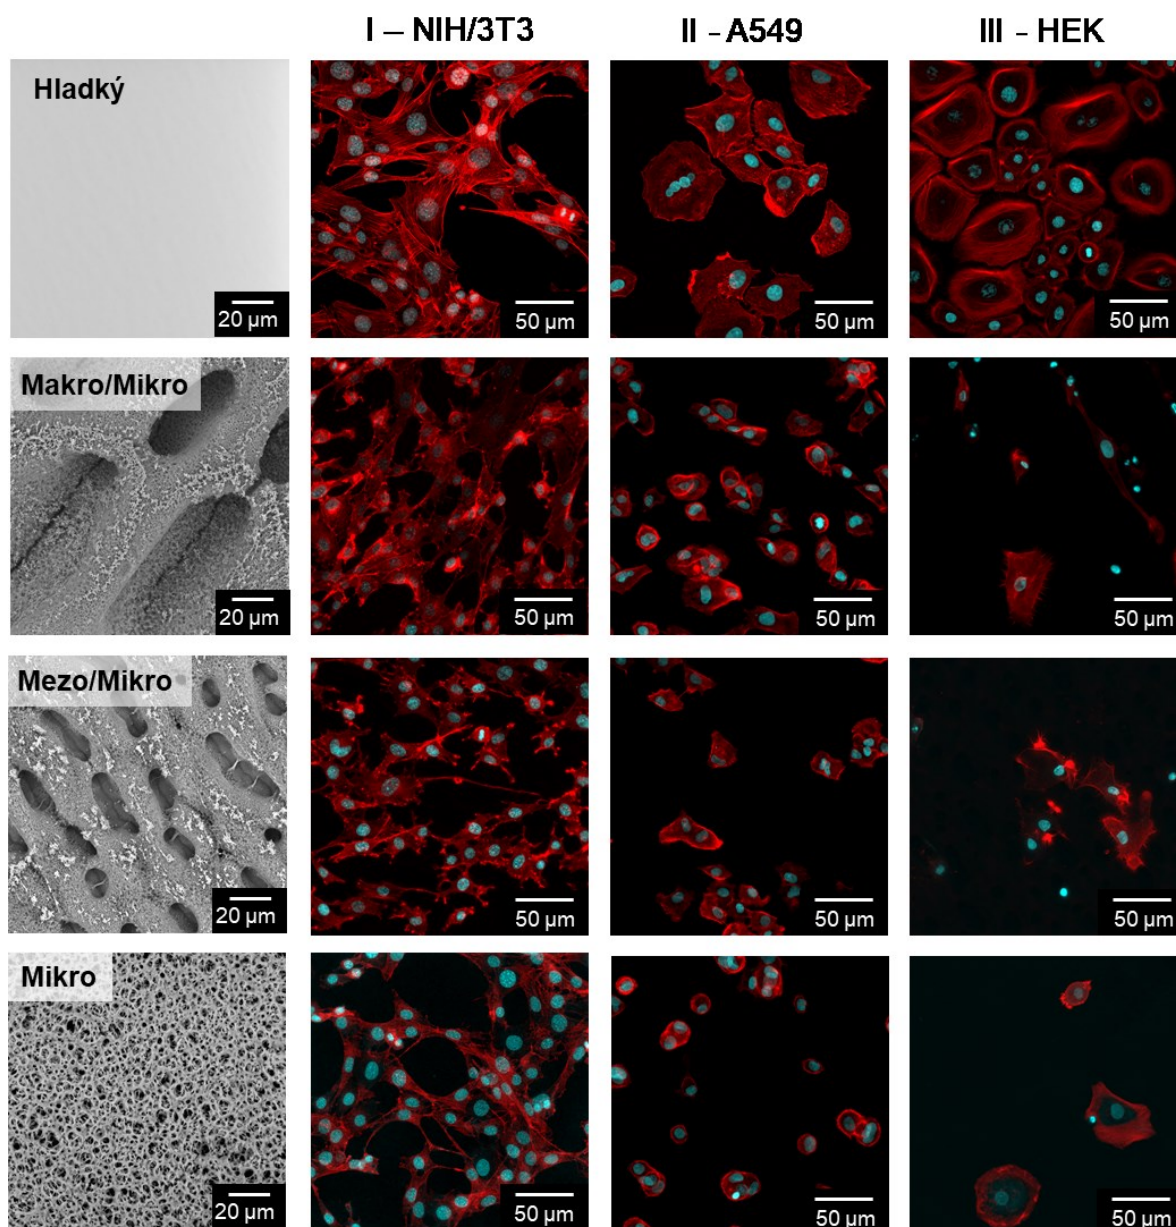 I – NIH/3T3
II - A549
III - HEK
Hladký
20 µm
50 µm
50 µm
50 µm
Makro/Mikro
20 µm
50 µm
50 µm
50 µm
Mezo/Mikro
20 µm
50 µm
50 µm
50 µm
Mikro
20 µm
50 µm
50 µm
50 µm